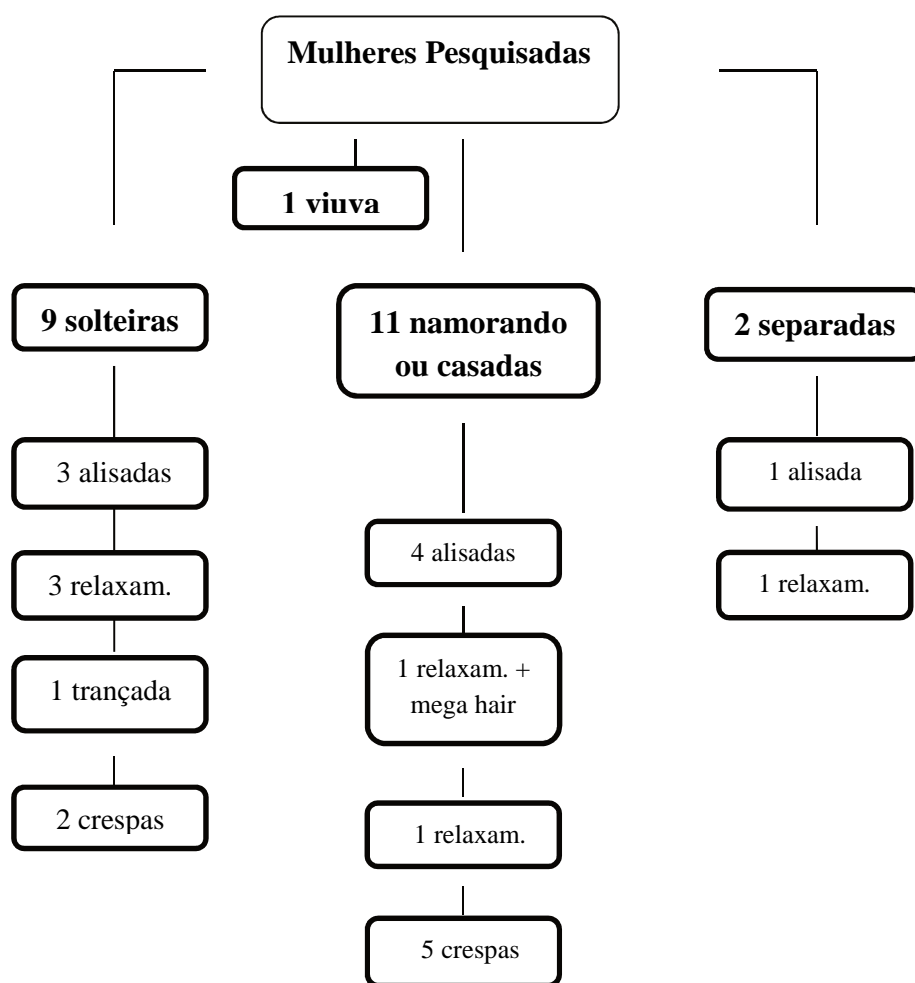 Mulheres Pesquisadas
1 viuva
9 solteiras
3 alisadas
3 relaxam.
1 trançada
2 crespas
11 namorando
ou casadas
4 alisadas
1 relaxam. +
mega hair
1 relaxam.
5 crespas
2 separadas
1 alisada
1 relaxam.